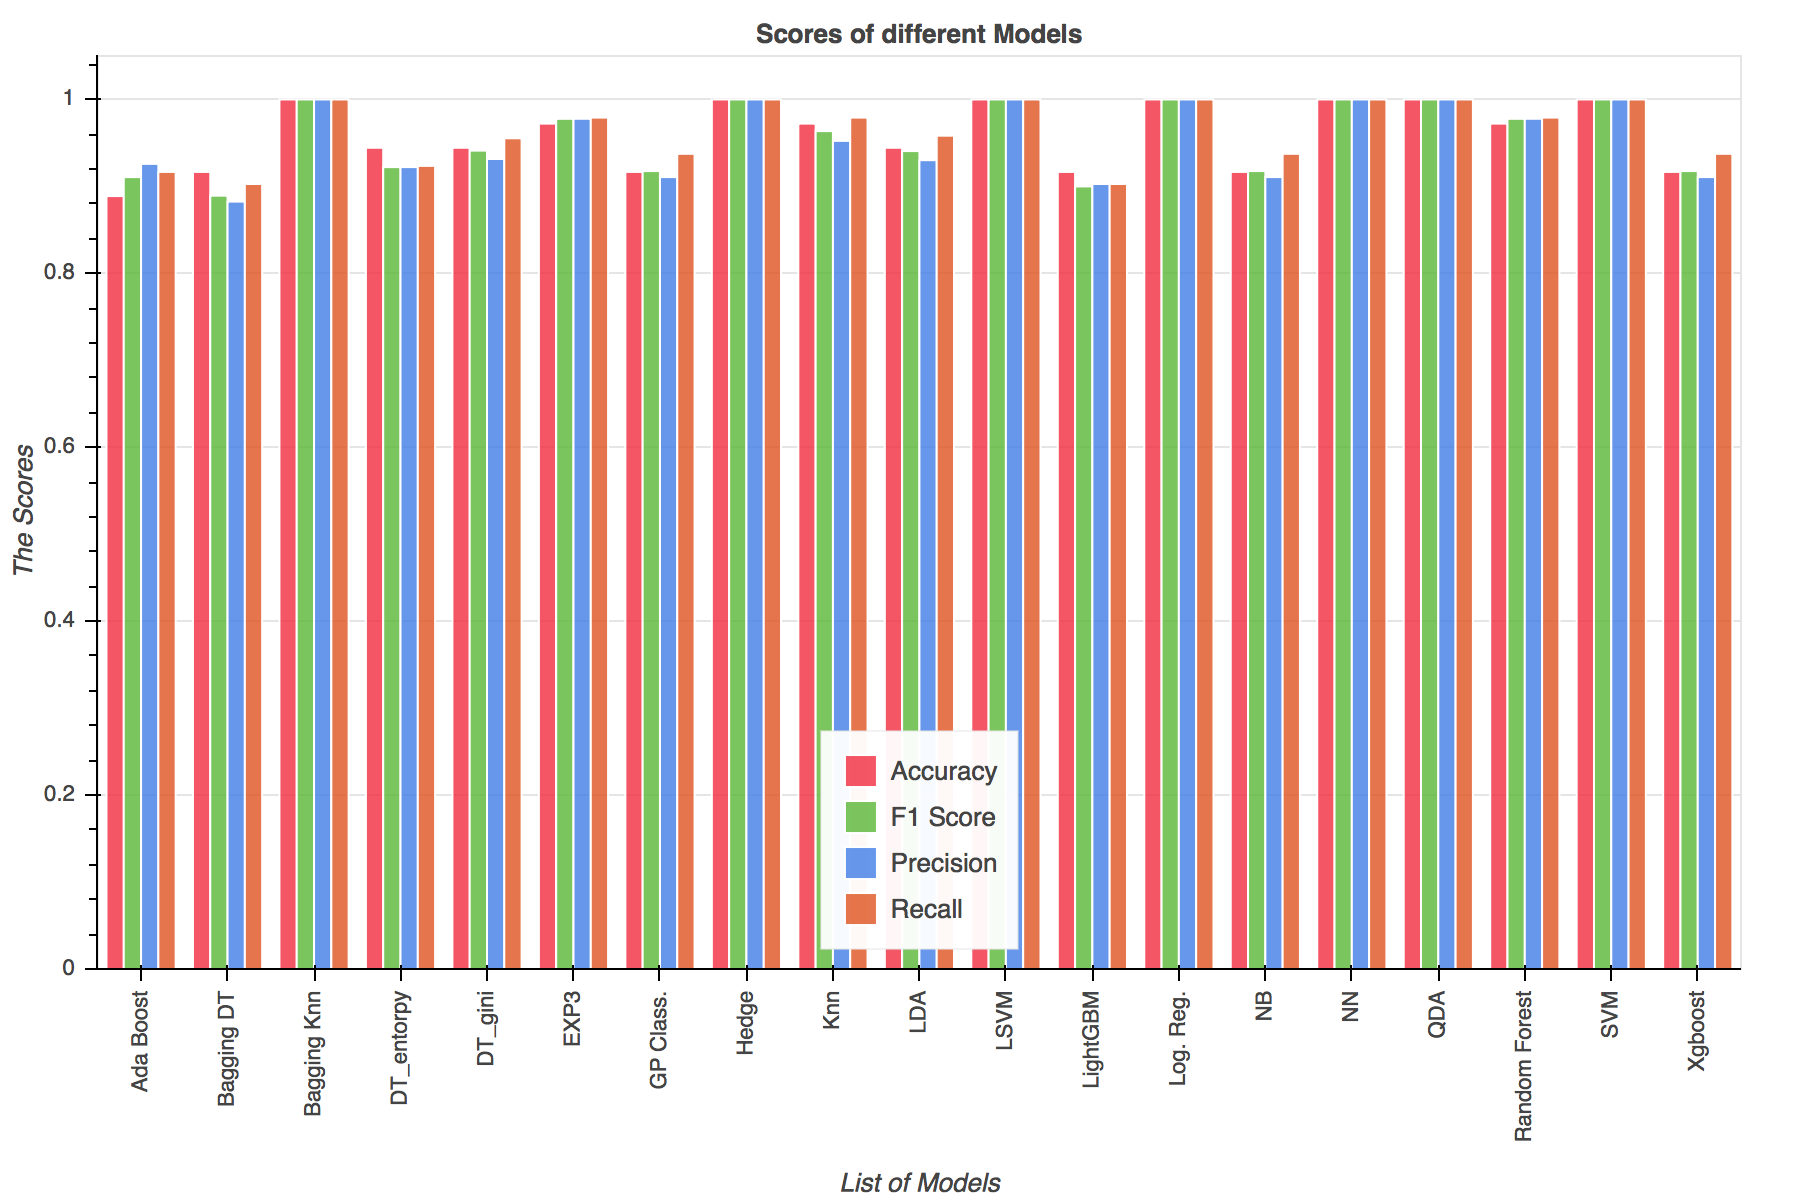 Scores of different Models
The Scores
1
0.8
0.6
0.4
0.2
0
Accuracy
F1 Score
Precision
Recall
Ada Boost
Bagging DT
Bagging Knn
DT_entorpy
DT_gini
EXP3
GP Class.
Hedge
Knn
LDA
LSVM
LightGBM
Log. Reg.
NB
NN
QDA
Random Forest
SVM
Xgboost
List of Models